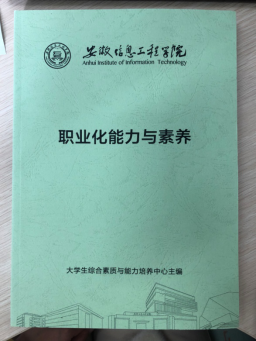 安徽信息工程学院
Anhui Institute of Information Technology
职业化能力与素养
大学生综合素质与能力培养中心主编